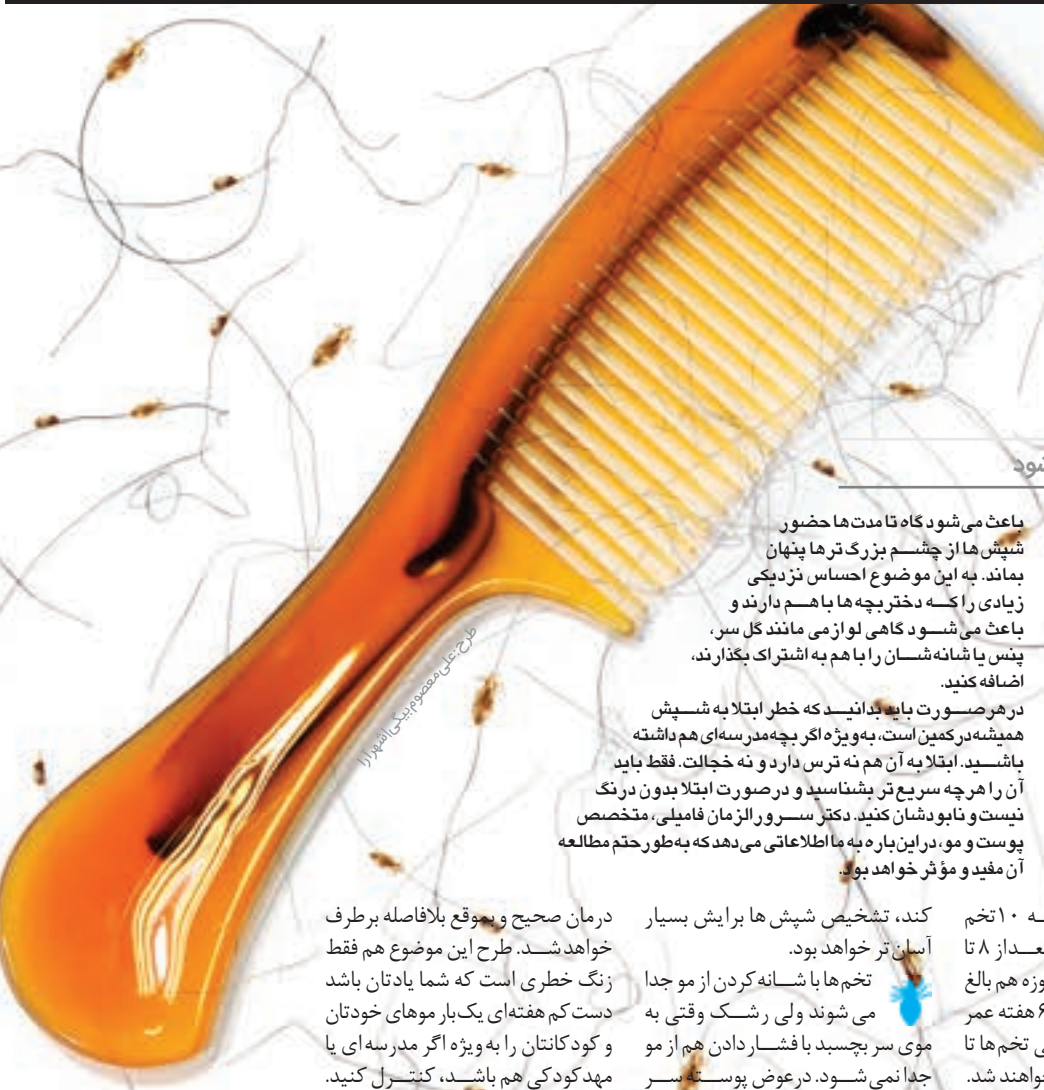 باعث می‌شود گاه تا مدت‌ها حضور
شپش‌ها از چشم بزرگ‌ترها پنهان
بماند. به این موضوع احساس نزدیکی
زیادی را که دختربچه‌ها با هم دارند و
باعث می‌شود گاهی لوازمی مانند گل سر،
پنس یا شانه‌شان را با هم به اشتراک بگذارند،
اضافه کنید.
در هر صورت باید بدانید که خطر ابتلا به شپش
همیشه در کمین است، به‌ویژه اگر بچه‌مدرسه‌ای هم داشته
باشید. ابتلا به آن هم نه ترس دارد و نه خجالت. فقط باید
آن را هرچه سریع‌تر بشناسید و در صورت ابتلا بدون درنگ
نیست و نابودشان کنید. دکتر سرورالزمان فامیلی، متخصص
پوست و مو، در این‌باره به ما اطلاعاتی می‌دهد که به‌طور حتم مطالعه
آن مفید و مؤثر خواهد بود.
طرح: علی معصوم‌بیگی/شهرآرا
ـه ۱۰ تخم
ـعـد از ۸ تا
ـوزه هم بالغ
۶ هفته عمر
ـی تخم‌ها تا
ـواهند شد.
کند، تشخیص شپش ها برایش بسیار
آسان‌تر خواهد بود.
تخم‌ها با شانه کردن از مو جدا
می شوند ولی رشک وقتی به
موی سر بچسبد با فشار دادن هم از مو
جدا نمی‌شود. درعوض پوسته سر
درمان صحیح و بموقع بلافاصله برطرف
خواهد شد. طرح این موضوع هم فقط
زنگ خطری است که شما یادتان باشد
دست کم هفته‌ای یک‌بار موهای خودتان
و کودکانتان را به ویژه اگر مدرسه ای یا
مهدکودکی هم باشد، کنترل کنید.